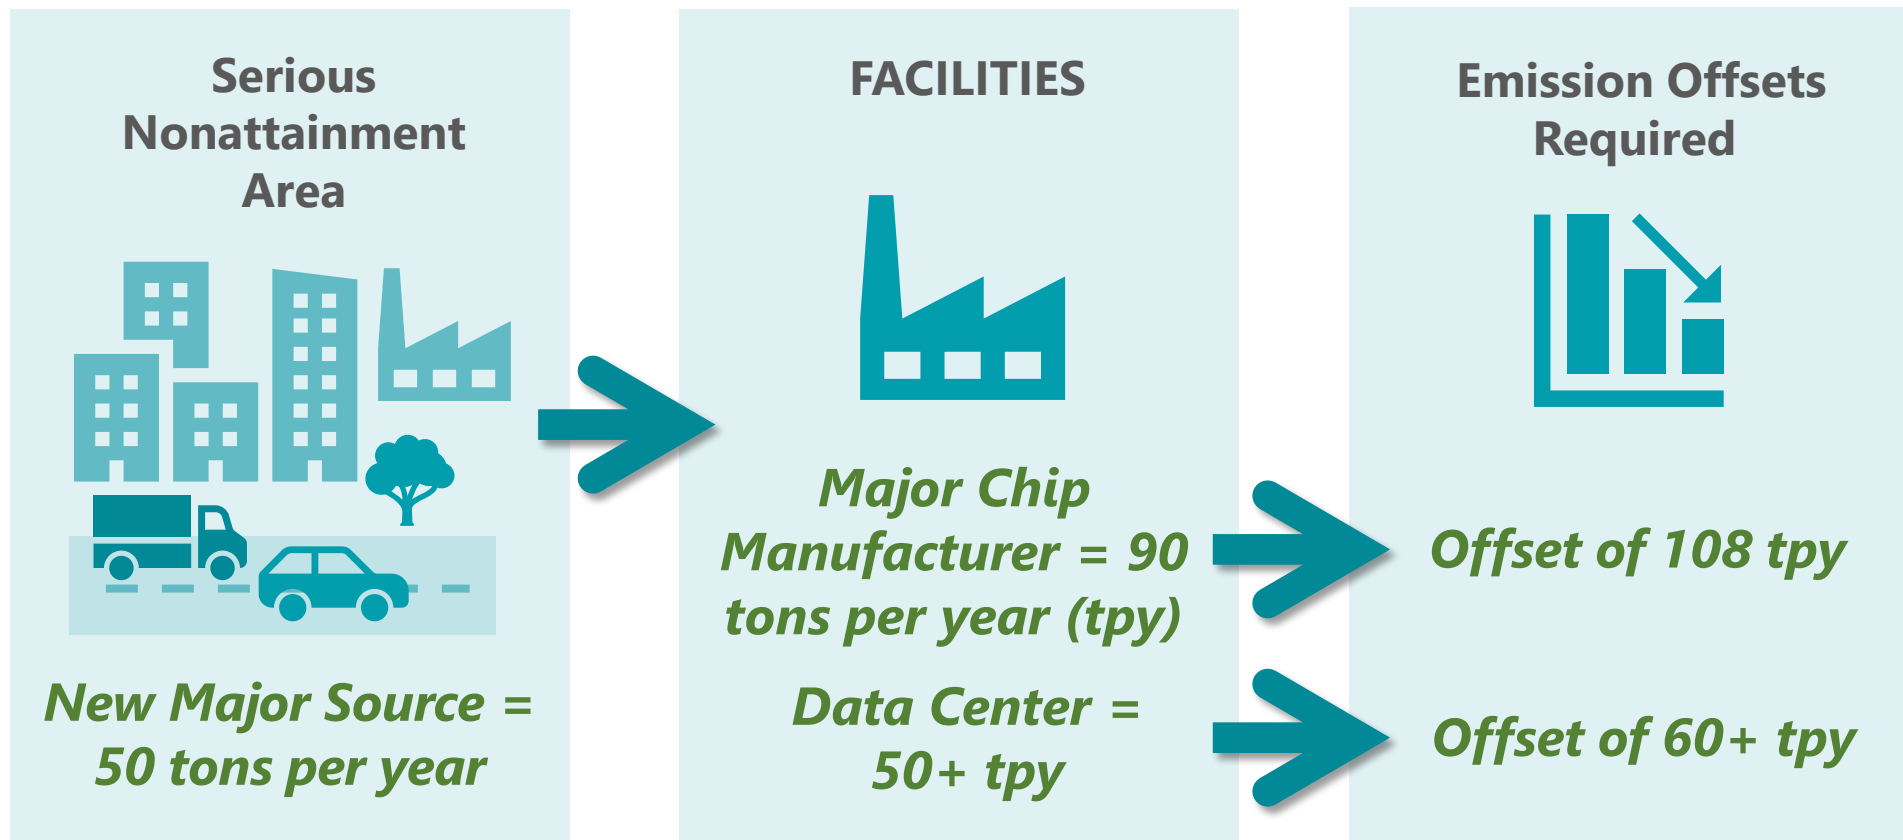 Serious
Nonattainment
Area
New Major Source =
50 tons per year
FACILITIES
Major Chip
Manufacturer = 90
tons per year (tpy)
Data Center =
50+ tpy
Emission Offsets
Required
Offset of 108 tpy
Offset of 60+ tpy